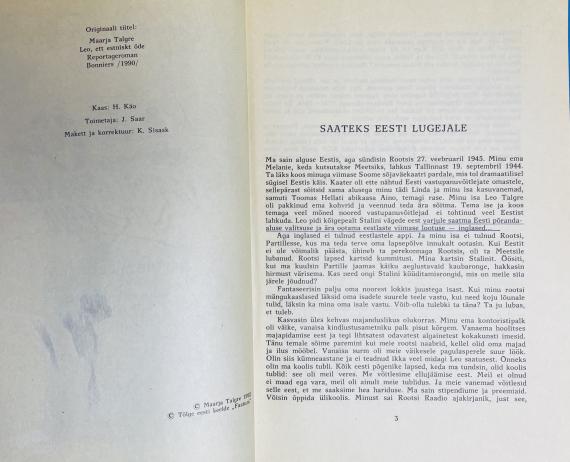 Originaali tiitel:
Maarja Talgre
Leo, ett estniskt öde
Reportageroman
Bonniers /1990/
Kaas: H. Käo
Toimetaja: J. Saar
Makett ja korrektuur: K. Sisask
© Maarja Talgre 1990
© Tõlge eesti keelde „Faatum"
SAATEKS EESTI LUGEJALE
Ma sain alguse Eestis, aga sündisin Rootsis 27. veebruaril 1945. Minu ema
Melanie, keda kutsutakse Meetsiks, lahkus Tallinnast 19. septembril 1944.
Ta läks koos minuga viimase Soome sõjaväekaatri pardale, mis tol dramaatilisel
sügisel Eestis käis. Kaater oli ette nähtud Eesti vastupanuvõitlejate omastele,
sellepärast sõitsid sama alusega minu tädi Linda ja minu isa kasuvanemad,
samuti Toomas Hellati abikaasa Aino, temagi rase. Minu isa Leo Talgre
oli pakkinud ema kohvrid ja veennud teda ära sõitma. Tema ise ja koos
temaga veel mõned noored vastupanuvõitlejad ei tohtinud veel Eestist
lahkuda. Leo pidi kõigepealt Stalini vägede eest varjule saatma Eesti põranda-
aluse valitsuse ja ära ootama eestlaste viimase lootuse — inglased...
Aga inglased ei tulnud eestlastele appi. Ja minu isa ei tulnud Rootsi,
Partillesse, kus ma teda terve oma lapsepõlve innukalt ootasin. Kui Eestit
ei ole võimalik päästa, ühineb ta perekonnaga Rootsis, oli ta Meetsile
lubanud. Rootsi lapsed kartsid kummitusi. Mina kartsin Stalinit. Öösiti,
kui ma kuulsin Partille jaamas käiku aeglustavaid kaubaronge, hakkasin
hirmust värisema. Kas need ongi Stalini küüditamisrongid, mis on meile siia
järele jõudnud?
Fantaseerisin palju oma noorest lokkis juustega isast. Kui minu rootsi
mängukaaslased läksid oma isadele suurele teele vastu, kui need koju lõunale
tulid, läksin ka mina oma isale vastu. Võib-olla tulebki ta täna? Ta ju lubas,
et tuleb.
Kasvasin üles kehvas majanduslikus olukorras. Minu ema kontoristipalk
oli väike, vanaisa kindlustusametniku palk pisut kõrgem. Vanaema hoolitses
majapidamise eest ja tegi lihtsatest odavatest algainetest kokakunsti imesid.
Tänu temale sõime paremini kui meie rootsi naabrid, kellel olid oma majad
ja ilus mööbel. Vanaisa surm oli meie väikesele pagulasperele suur löök.
Olin siis kümneaastane ja ei teadnud ikka veel midagi Leo saatusest. Õnneks
olin ma koolis tubli. Kõik eesti põgenike lapsed, keda ma tundsin, olid koolis
tublid: see oli meil veres. Me võitlesime ellujäämise eest. Meil ei olnud
ei maad ega vara, meil oli ainult meie tublidus. Ja meie vanemad võitlesid
selle eest, et me saaksime hea hariduse. Ma sain stipendiume ja preemiaid.
Võisin õppida ülikoolis. Minust sai Rootsi Raadio ajakirjanik, just see,
3